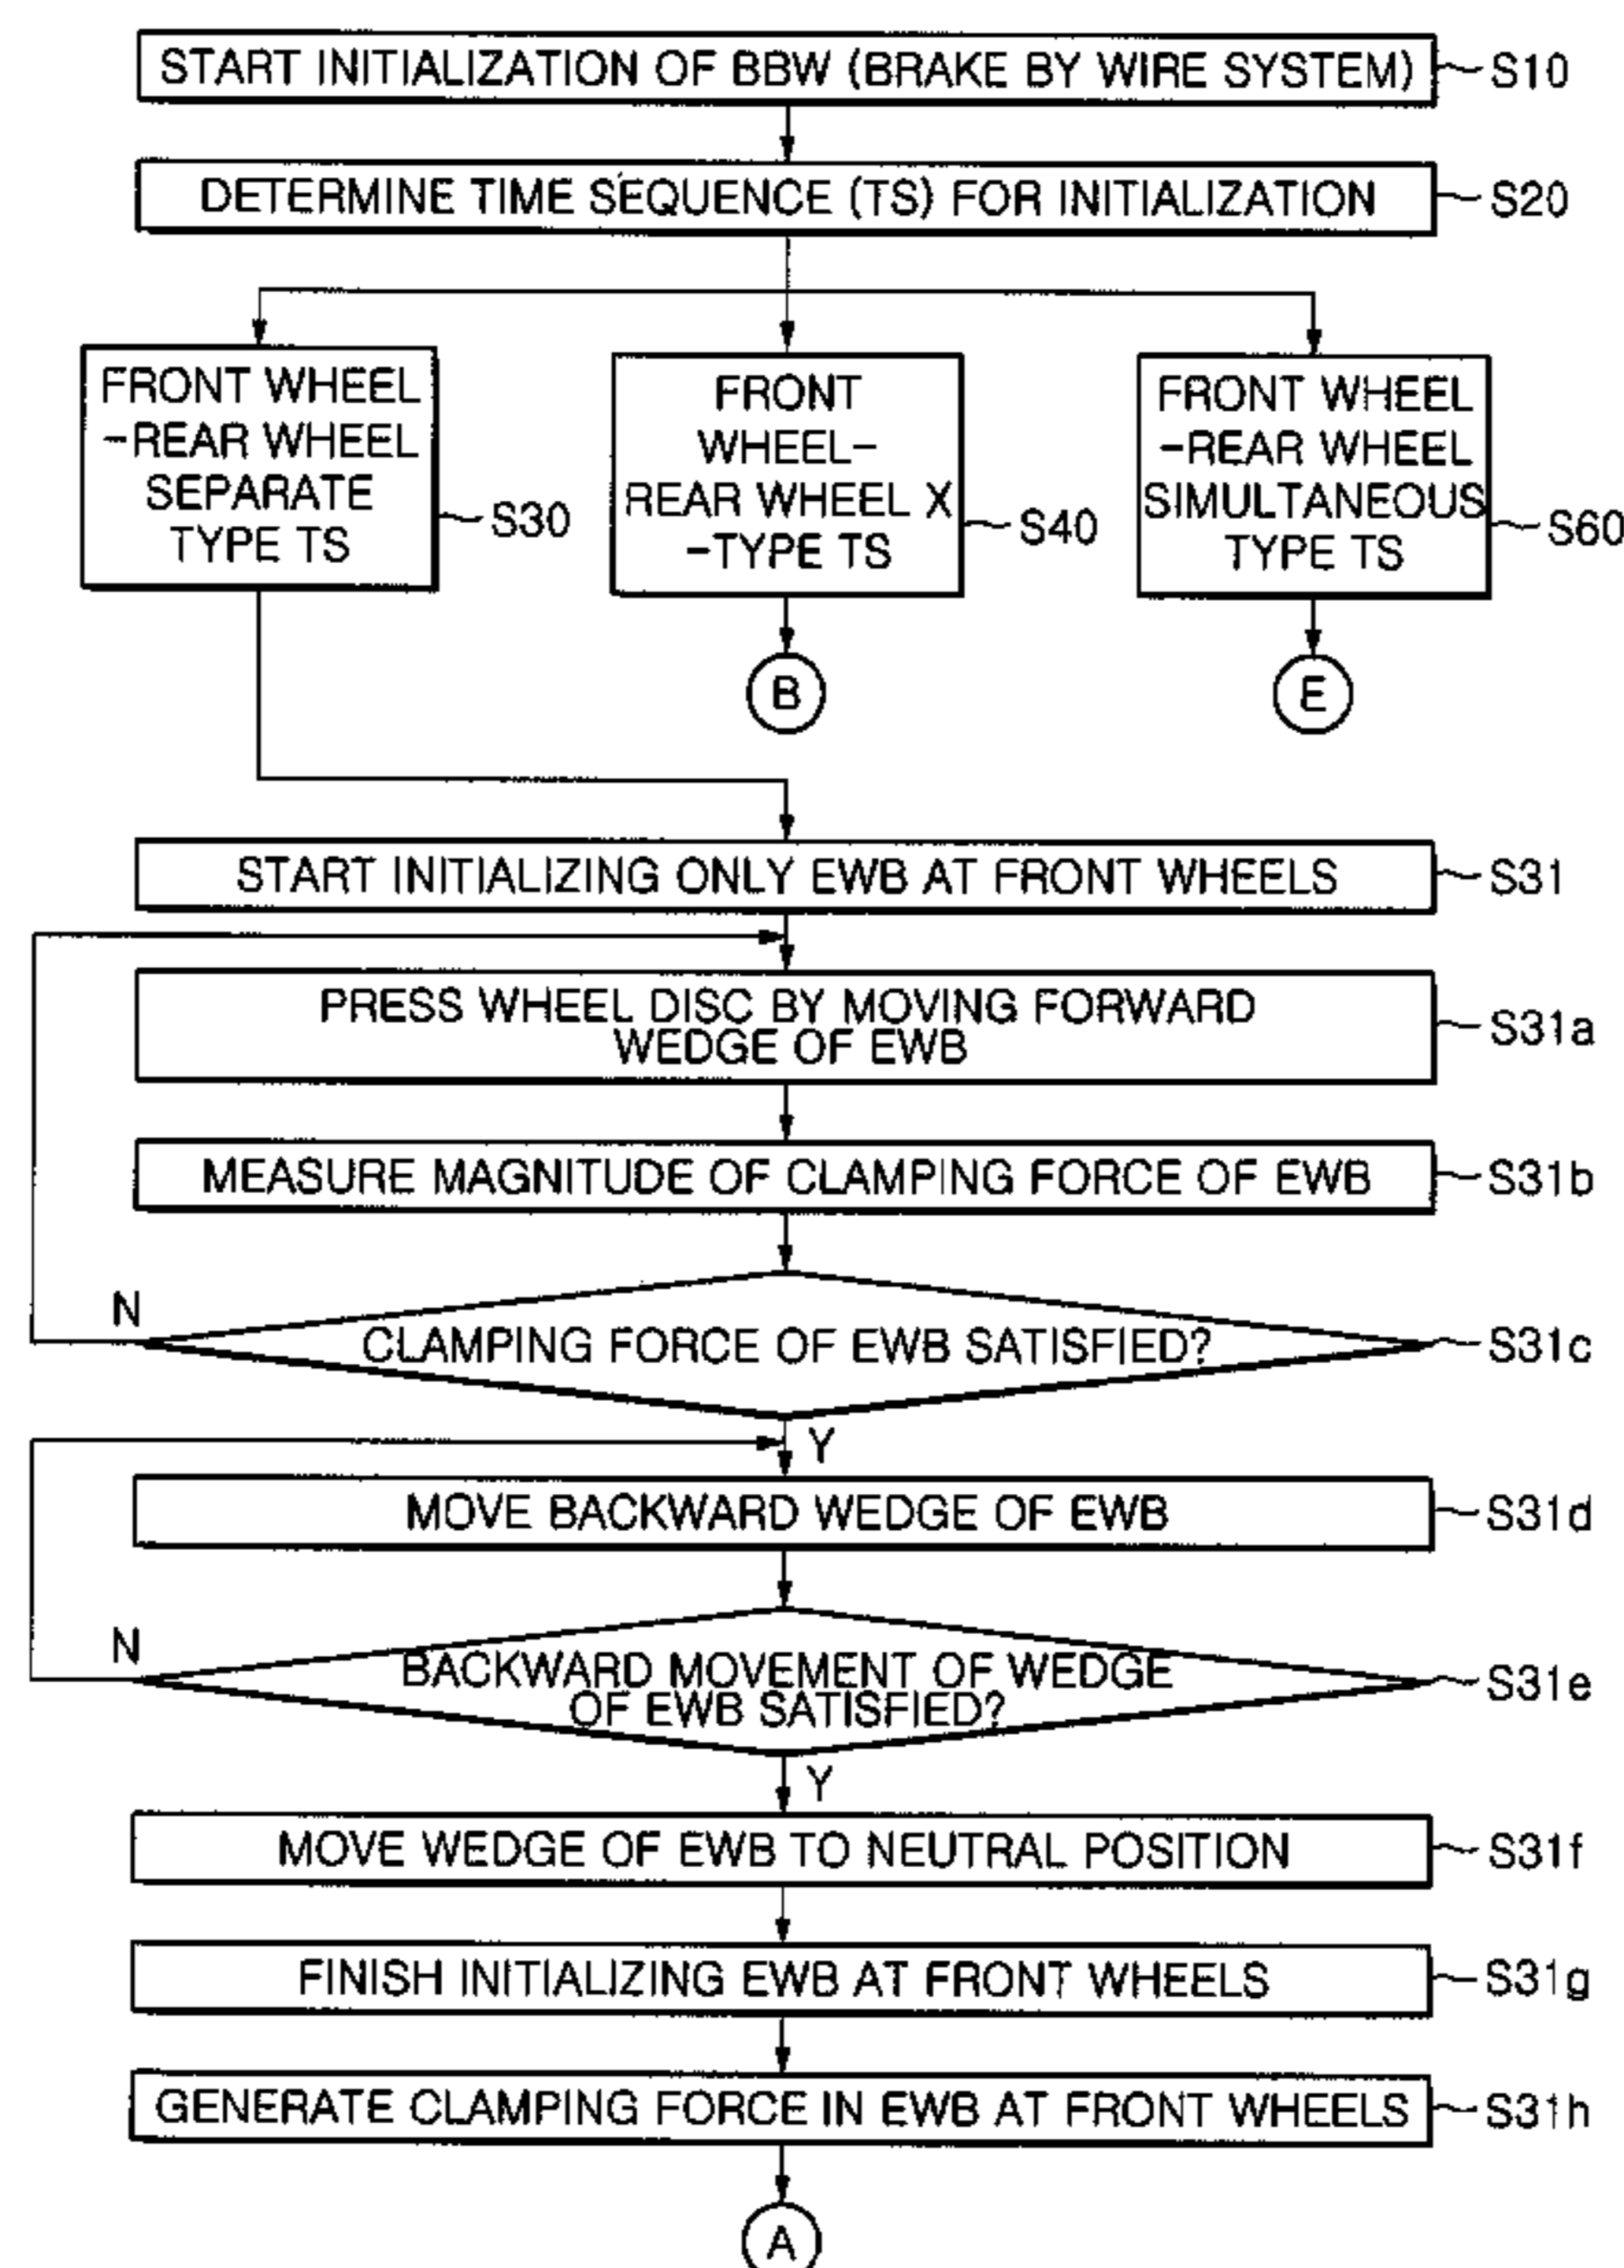 START INITIALIZATION OF BBW (BRAKE BY WIRE SYSTEM)
S10
DETERMINE TIME SEQUENCE (TS) FOR INITIALIZATION
S20
FRONT WHEEL
-REAR WHEEL
SEPARATE
TYPE TS
S30
FRONT
WHEEL-
REAR WHEEL X
-TYPE TS
S40
FRONT WHEEL
-REAR WHEEL
SIMULTANEOUS
TYPE TS
S60
B
E
START INITIALIZING ONLY EWB AT FRONT WHEELS
S31
PRESS WHEEL DISC BY MOVING FORWARD
WEDGE OF EWB
S31a
MEASURE MAGNITUDE OF CLAMPING FORCE OF EWB
S31b
N
CLAMPING FORCE OF EWB SATISFIED?
S31c
Y
MOVE BACKWARD WEDGE OF EWB
S31d
N
BACKWARD MOVEMENT OF WEDGE
OF EWB SATISFIED?
S31e
Y
MOVE WEDGE OF EWB TO NEUTRAL POSITION
S31f
FINISH INITIALIZING EWB AT FRONT WHEELS
S31g
GENERATE CLAMPING FORCE IN EWB AT FRONT WHEELS
S31h
A